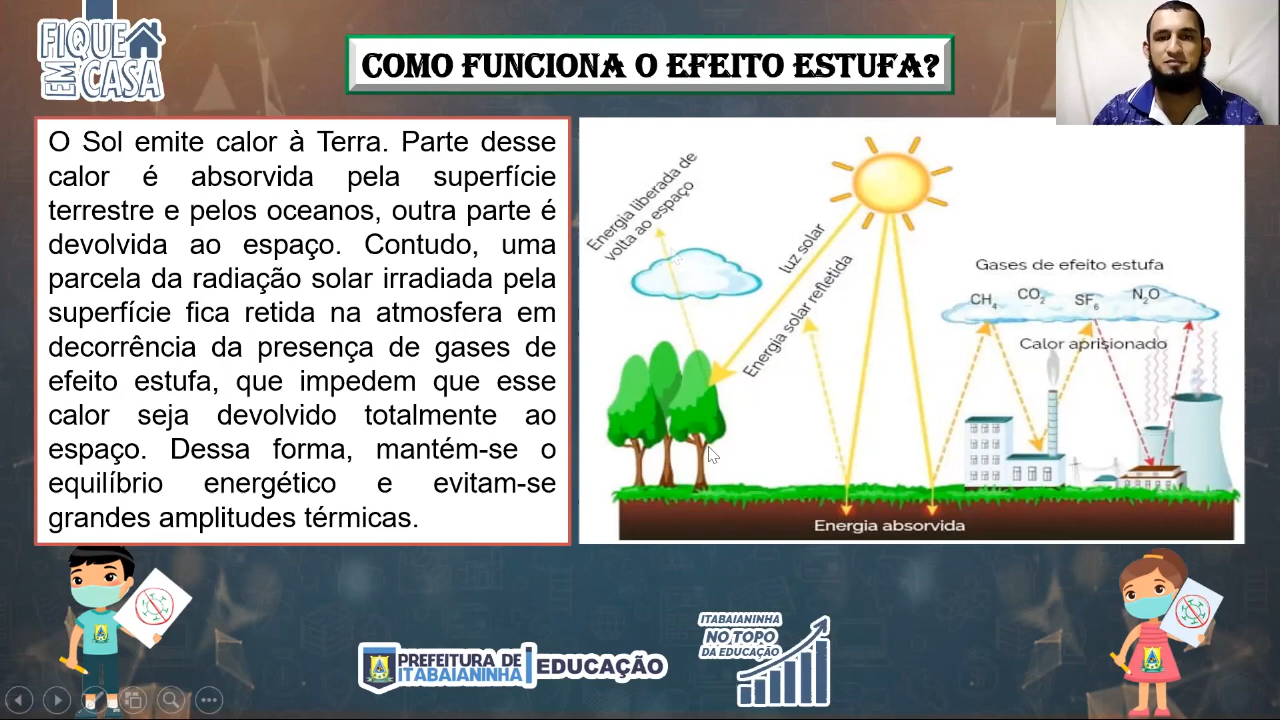 FIQUE
EM
CASA
COMO FUNCIONA O EFEITO ESTUFA?
O Sol emite calor à Terra. Parte desse
calor é absorvida pela superfície
terrestre e pelos oceanos, outra parte é
devolvida ao espaço. Contudo, uma
parcela da radiação solar irradiada pela
superfície fica retida na atmosfera em
decorrência da presença de gases de
efeito estufa, que impedem que esse
calor seja devolvido totalmente ao
espaço. Dessa forma, mantém-se o
equilíbrio energético e evitam-se
grandes amplitudes térmicas.
Energia liberada de
volta ao espaço
luz solar
Energia solar refletida
Gases de efeito estufa
CH₄ CO₂ SF₆ N₂O
Calor aprisionado
Energia absorvida
PREFEITURA DE
ITABAIANINHA
EDUCAÇÃO
ITABAIANINHA
NO TOPO
DA EDUCAÇÃO